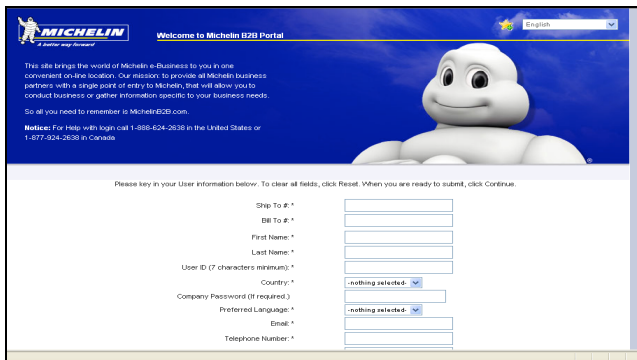 MICHELIN
A better way forward
Welcome to Michelin B2B Portal
English
This site brings the world of Michelin e-Business to you in one
convenient on-line location. Our mission: to provide all Michelin business
partners with a single point of entry to Michelin, that will allow you to
conduct business or gather information specific to your business needs.
So all you need to remember is MichelinB2B.com.
Notice: For Help with login call 1-888-624-2638 in the United States or
1-877-924-2638 in Canada
®
Please key in your User information below. To clear all fields, click Reset. When you are ready to submit, click Continue.
Ship To #: *
Bill To #: *
First Name: *
Last Name: *
User ID (7 characters minimum): *
Country: * -nothing selected-
Company Password (If required.)
Preferred Language: * -nothing selected-
Email: *
Telephone Number: *